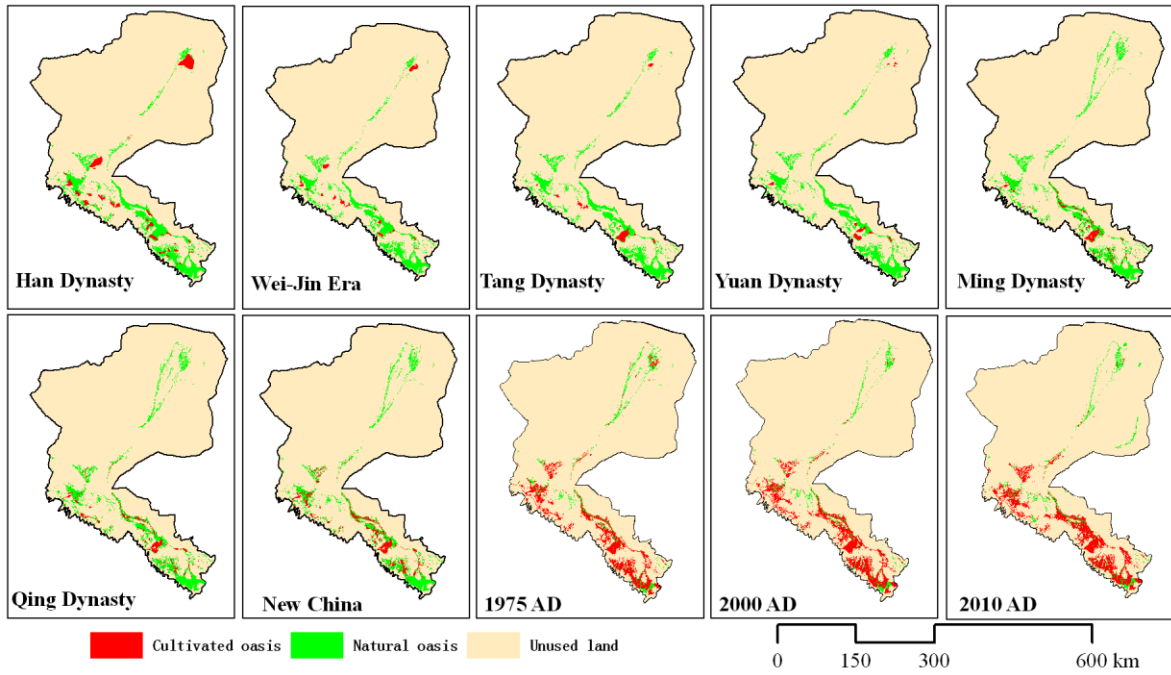 Han Dynasty
Wei-Jin Era
Tang Dynasty
Yuan Dynasty
Ming Dynasty
Qing Dynasty
New China
1975 AD
2000 AD
2010 AD
Cultivated oasis
Natural oasis
Unused land
0 150 300 600 km